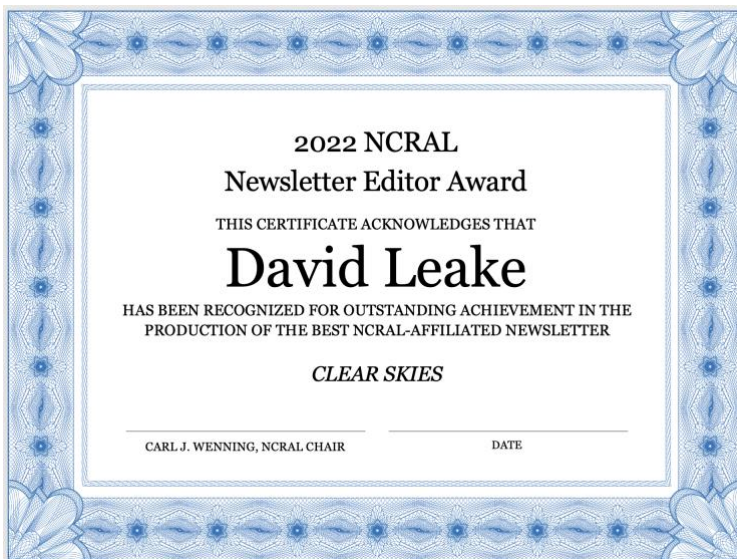 2022 NCRAL
Newsletter Editor Award
THIS CERTIFICATE ACKNOWLEDGES THAT
David Leake
HAS BEEN RECOGNIZED FOR OUTSTANDING ACHIEVEMENT IN THE
PRODUCTION OF THE BEST NCRAL-AFFILIATED NEWSLETTER
CLEAR SKIES
CARL J. WENNING, NCRAL CHAIR
DATE